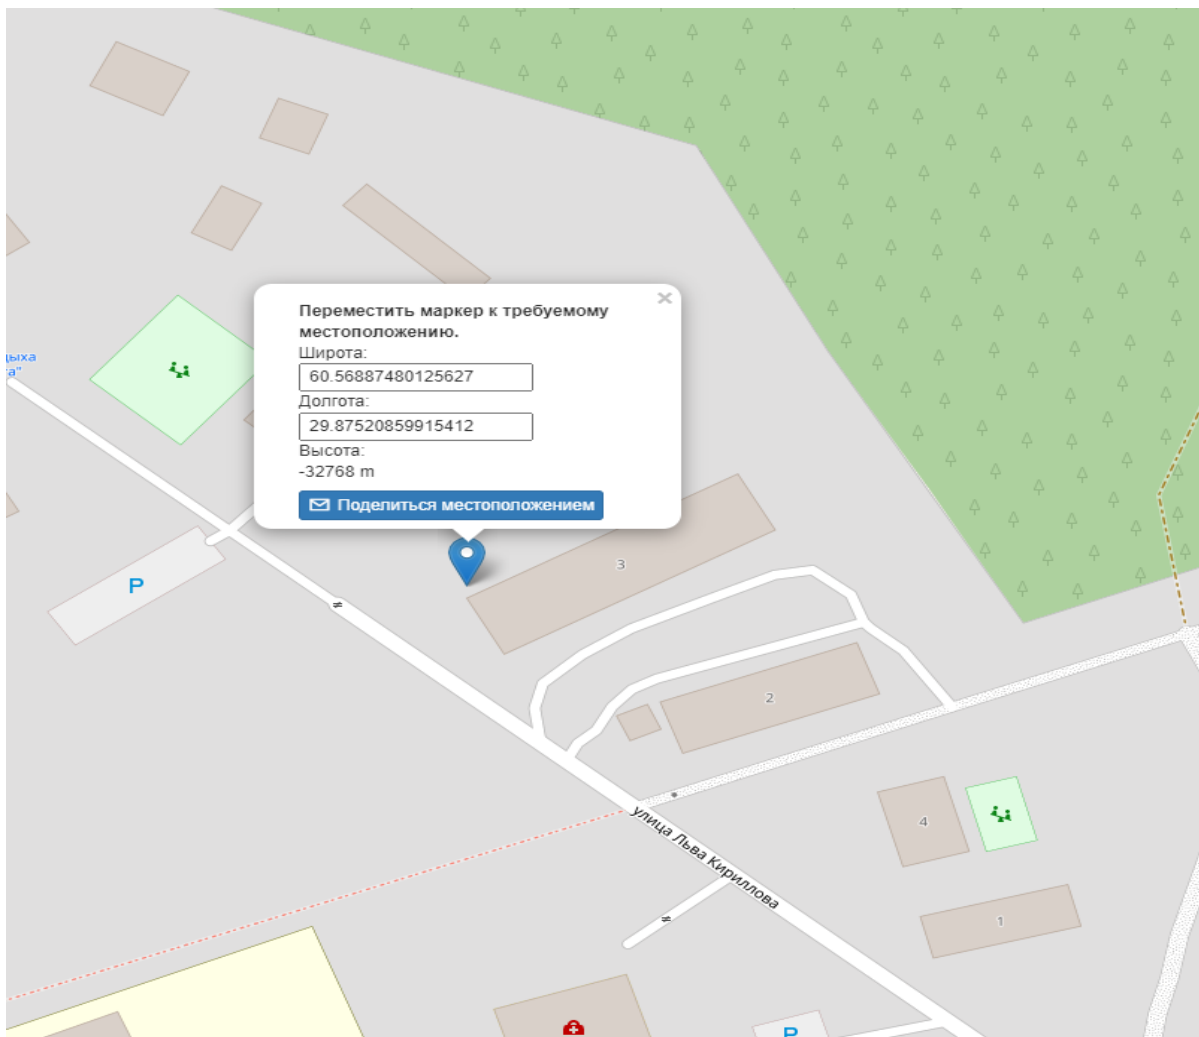 Переместить маркер к требуемому
местоположению.
×
Широта:
60.56887480125627
Долгота:
29.87520859915412
Высота:
-32768 m
Поделиться местоположением
ыха
а"
P
3
2
улица Льва Кириллова
4
1
P